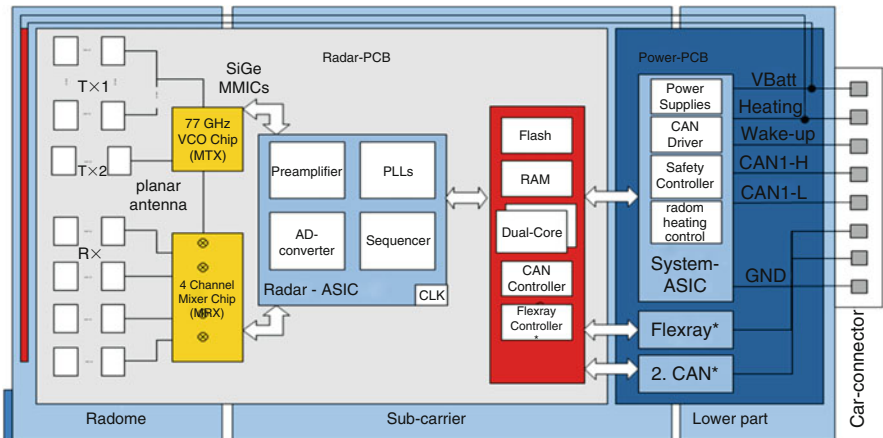 Radar-PCB
Power-PCB
T×1
SiGe
MMICs
77 GHz
VCO Chip
(MTX)
T×2
planar
antenna
R×
4 Channel
Mixer Chip
(MRX)
Preamplifier
PLLs
AD-
converter
Sequencer
Radar - ASIC
CLK
Flash
RAM
Dual-Core
CAN
Controller
Flexray
Controller
*
Power
Supplies
CAN
Driver
Safety
Controller
radom
heating
control
System-
ASIC
Flexray*
2. CAN*
VBatt
Heating
Wake-up
CAN1-H
CAN1-L
GND
Car-connector
Radome
Sub-carrier
Lower part